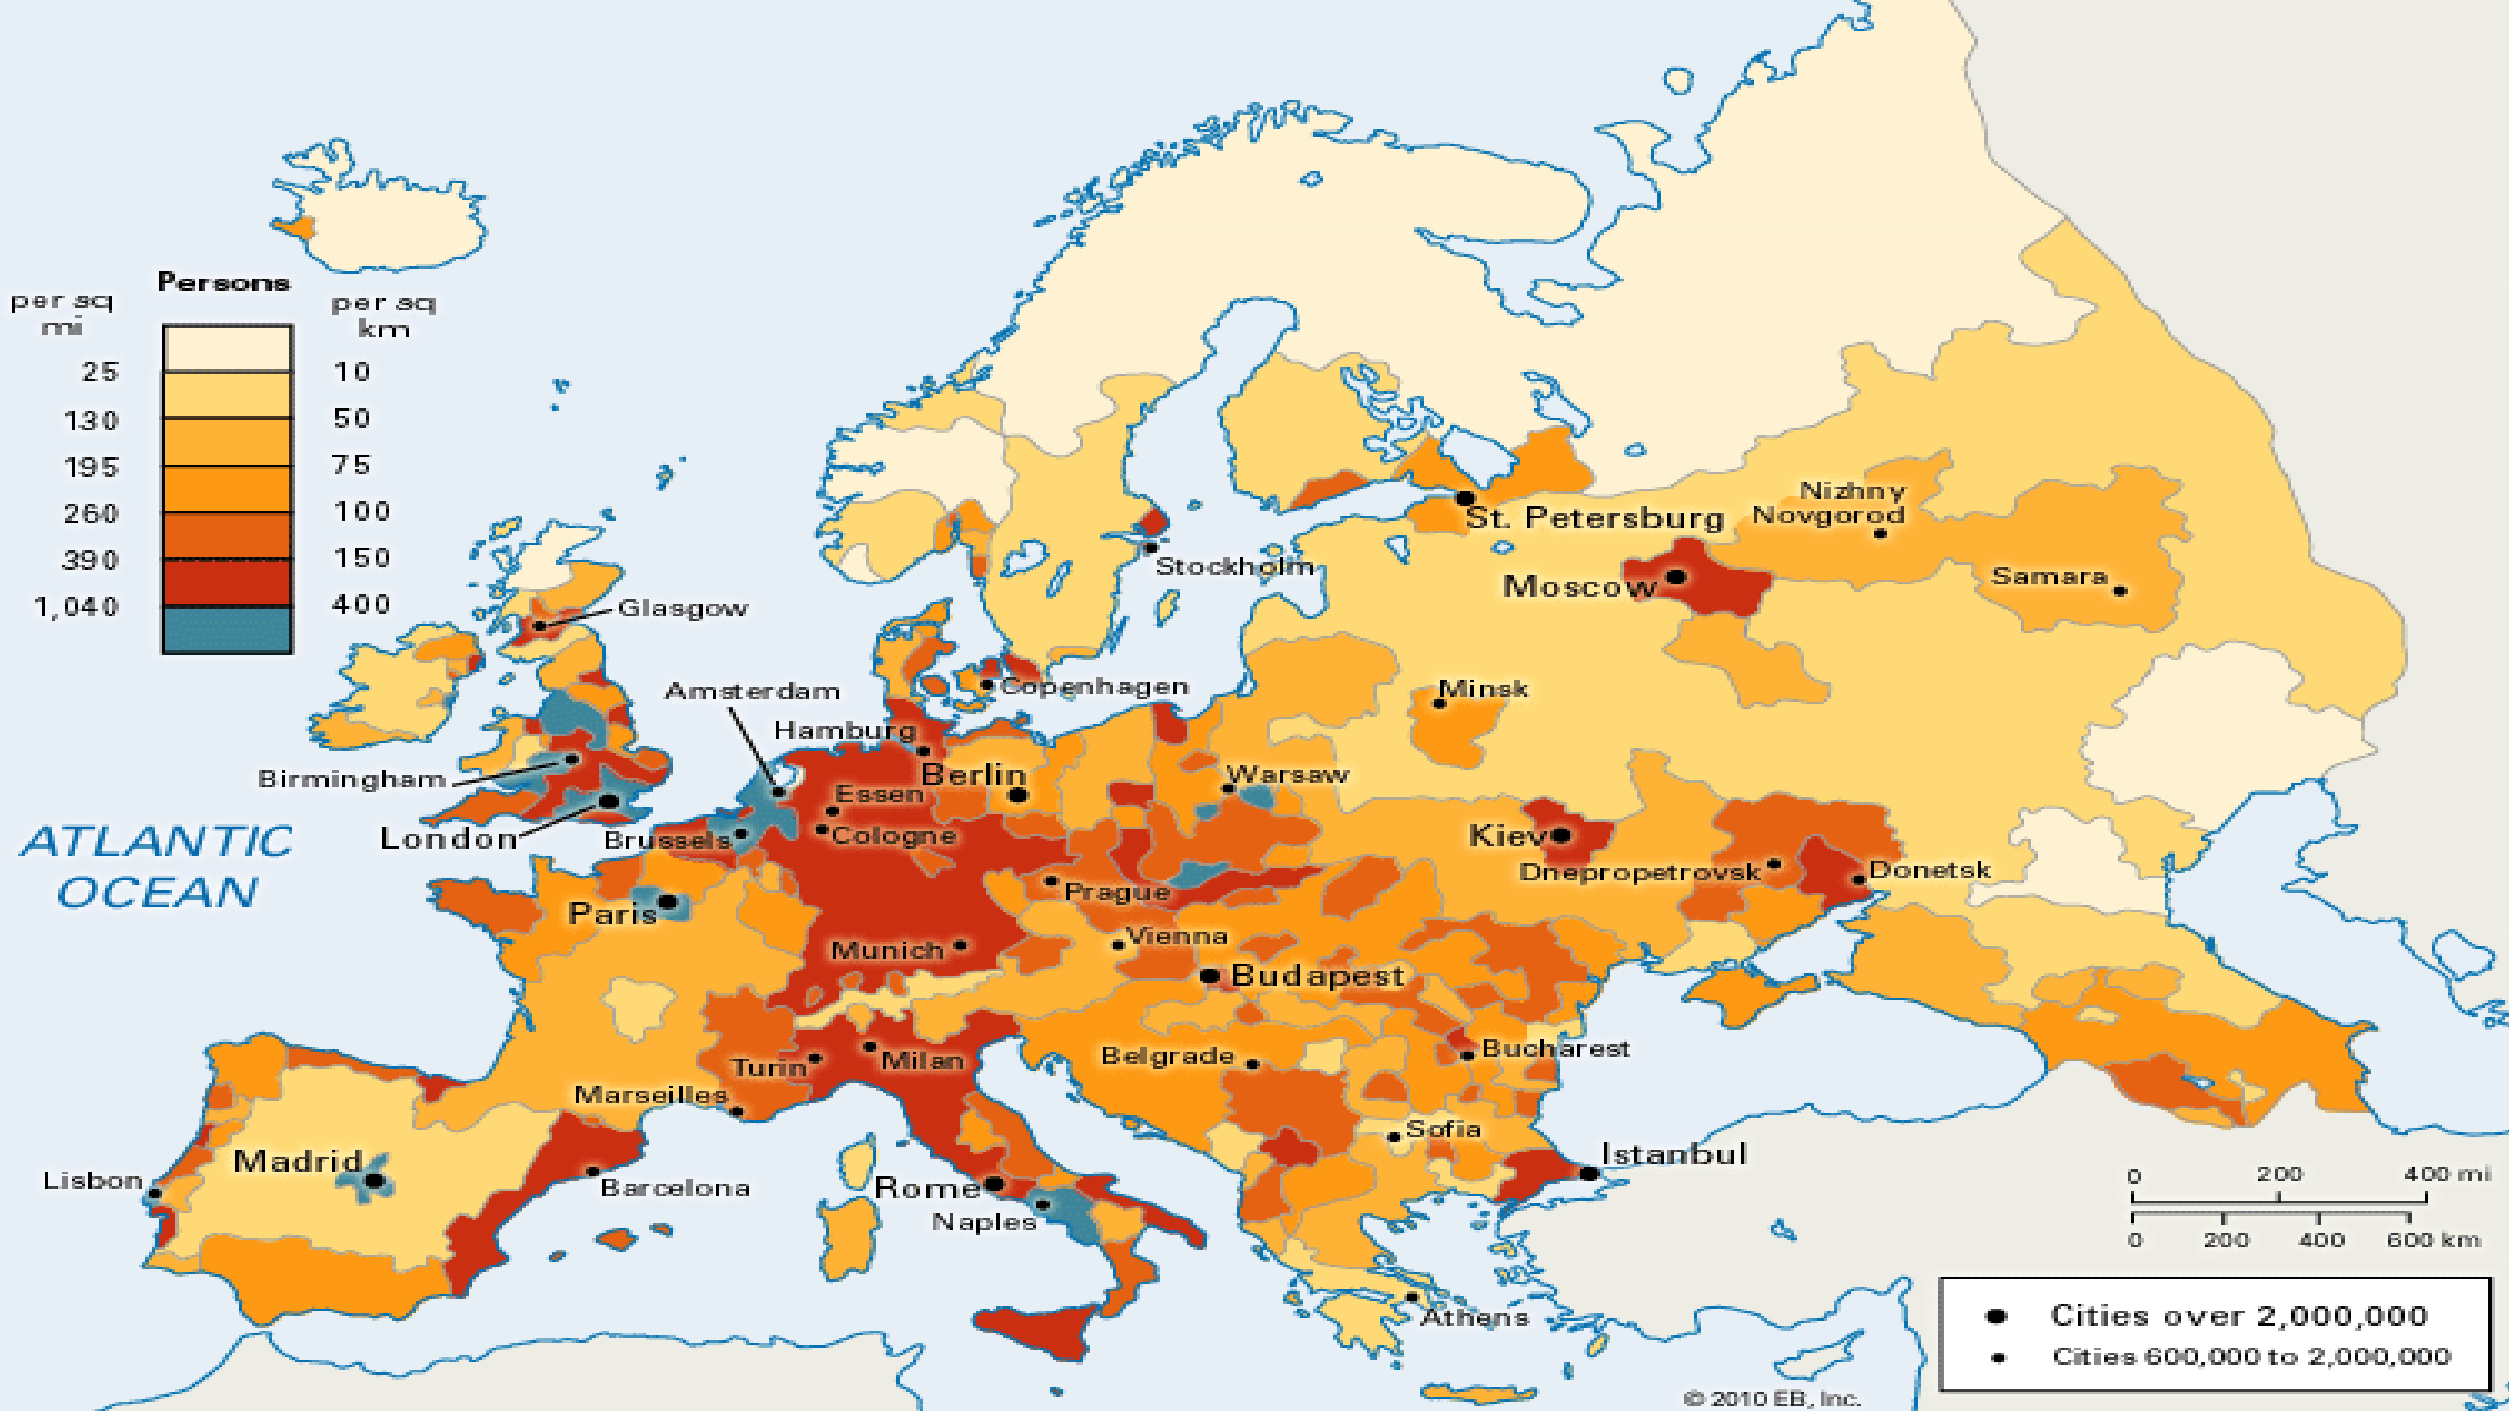 Persons
per sq
mi
per sq
km
25
10
130
50
195
75
260
100
390
150
1,040
400
Glasgow
Amsterdam
Hamburg
Birmingham
London
Brussels
Berlin
Essen
Cologne
Copenhagen
Stockholm
St. Petersburg
Nizhny
Novgorod
Moscow
Samara
Minsk
Warsaw
Kiev
Dnepropetrovsk
Donetsk
ATLANTIC
OCEAN
Paris
Prague
Munich
Vienna
Budapest
Turin
Milan
Belgrade
Bucharest
Marseilles
Madrid
Lisbon
Barcelona
Rome
Naples
Sofia
Istanbul
Athens
0 200 400 mi
0 200 400 600 km
Cities over 2,000,000
Cities 600,000 to 2,000,000
© 2010 EB, Inc.